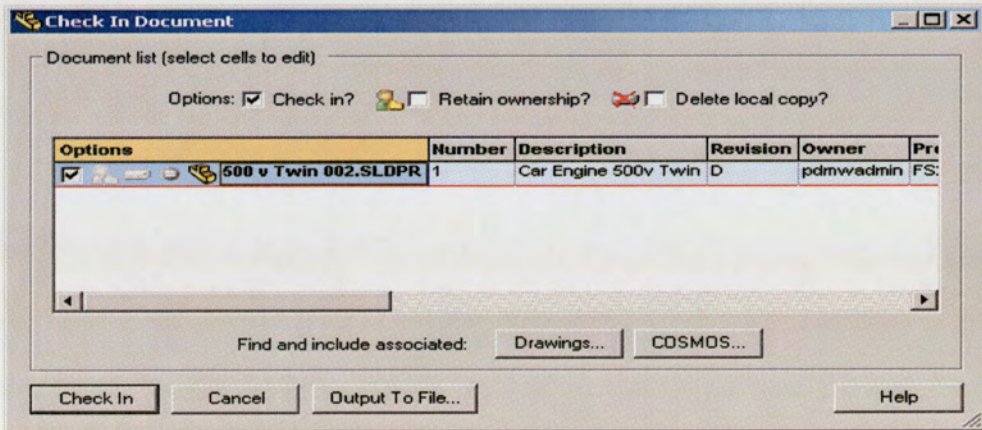 Check In Document
Document list (select cells to edit)
Options: Check in? Retain ownership? Delete local copy?
Options Number Description Revision Owner Pro
500 v Twin 002.SLDPR 1 Car Engine 500v Twin D pdmwadmin FS:
Find and include associated: Drawings... COSMOS...
Check In Cancel Output To File... Help